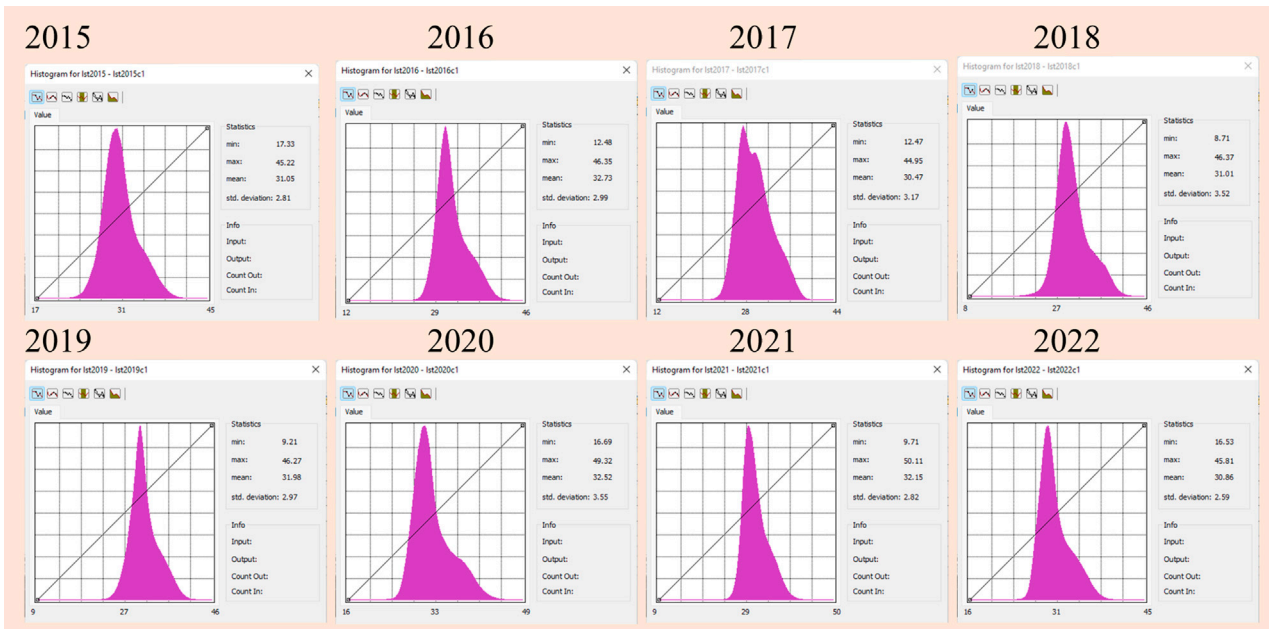 2015
2016
2017
2018
Histogram for lst2015 - lst2015c1
Value
Statistics
min: 17.33
max: 45.22
mean: 31.05
std. deviation: 2.81
Info
Input:
Output:
Count Out:
Count In:
17 31 45
Histogram for lst2016 - lst2016c1
Value
Statistics
min: 12.48
max: 46.35
mean: 32.73
std. deviation: 2.99
Info
Input:
Output:
Count Out:
Count In:
12 29 46
Histogram for lst2017 - lst2017c1
Value
Statistics
min: 12.47
max: 44.95
mean: 30.47
std. deviation: 3.17
Info
Input:
Output:
Count Out:
Count In:
12 28 44
Histogram for lst2018 - lst2018c1
Value
Statistics
min: 8.71
max: 46.37
mean: 31.01
std. deviation: 3.52
Info
Input:
Output:
Count Out:
Count In:
8 27 46
2019
2020
2021
2022
Histogram for lst2019 - lst2019c1
Value
Statistics
min: 9.21
max: 46.27
mean: 31.98
std. deviation: 2.97
Info
Input:
Output:
Count Out:
Count In:
9 27 46
Histogram for lst2020 - lst2020c1
Value
Statistics
min: 16.69
max: 49.32
mean: 32.52
std. deviation: 3.55
Info
Input:
Output:
Count Out:
Count In:
16 33 49
Histogram for lst2021 - lst2021c1
Value
Statistics
min: 9.71
max: 50.11
mean: 32.15
std. deviation: 2.82
Info
Input:
Output:
Count Out:
Count In:
9 29 50
Histogram for lst2022 - lst2022c1
Value
Statistics
min: 16.53
max: 45.81
mean: 30.86
std. deviation: 2.59
Info
Input:
Output:
Count Out:
Count In:
16 31 45